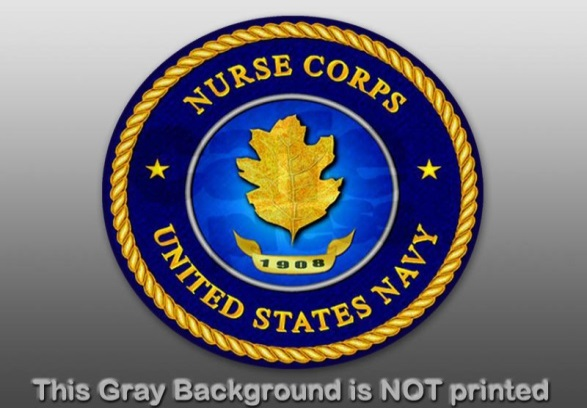 NURSE CORPS
1908
UNITED STATES NAVY
This Gray Background is NOT printed